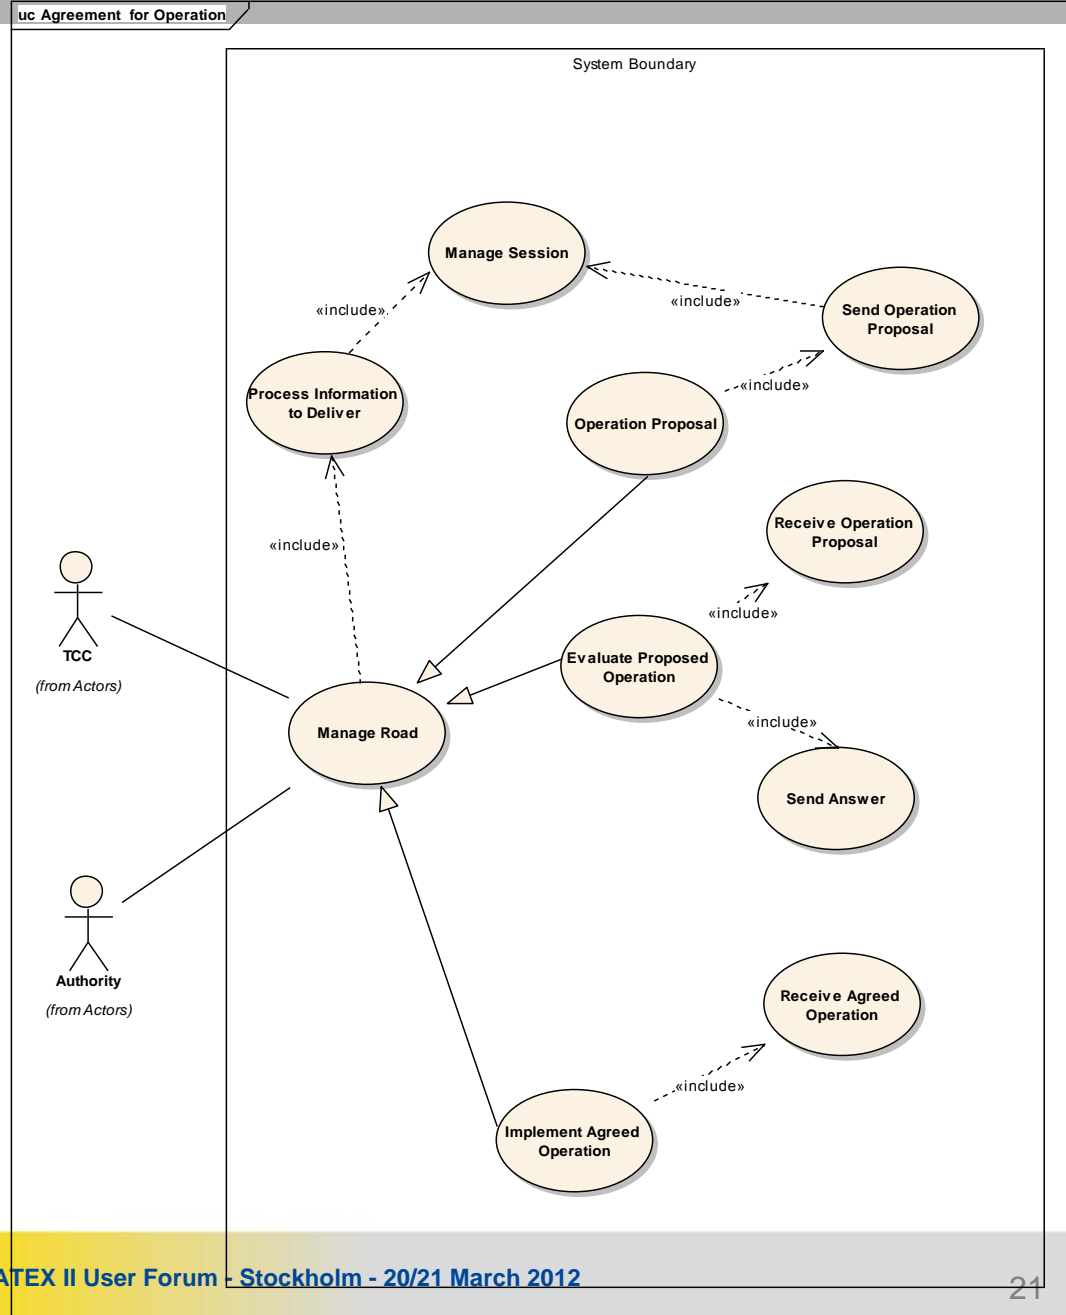 uc Agreement for Operation
System Boundary
Manage Session
«include»
«include»
Send Operation
Proposal
Process Information
to Deliver
«include»
Operation Proposal
Receive Operation
Proposal
«include»
«include»
TCC
(from Actors)
Evaluate Proposed
Operation
«include»
Manage Road
Send Answer
Authority
(from Actors)
Receive Agreed
Operation
«include»
Implement Agreed
Operation
ATEX II User Forum - Stockholm - 20/21 March 2012
21